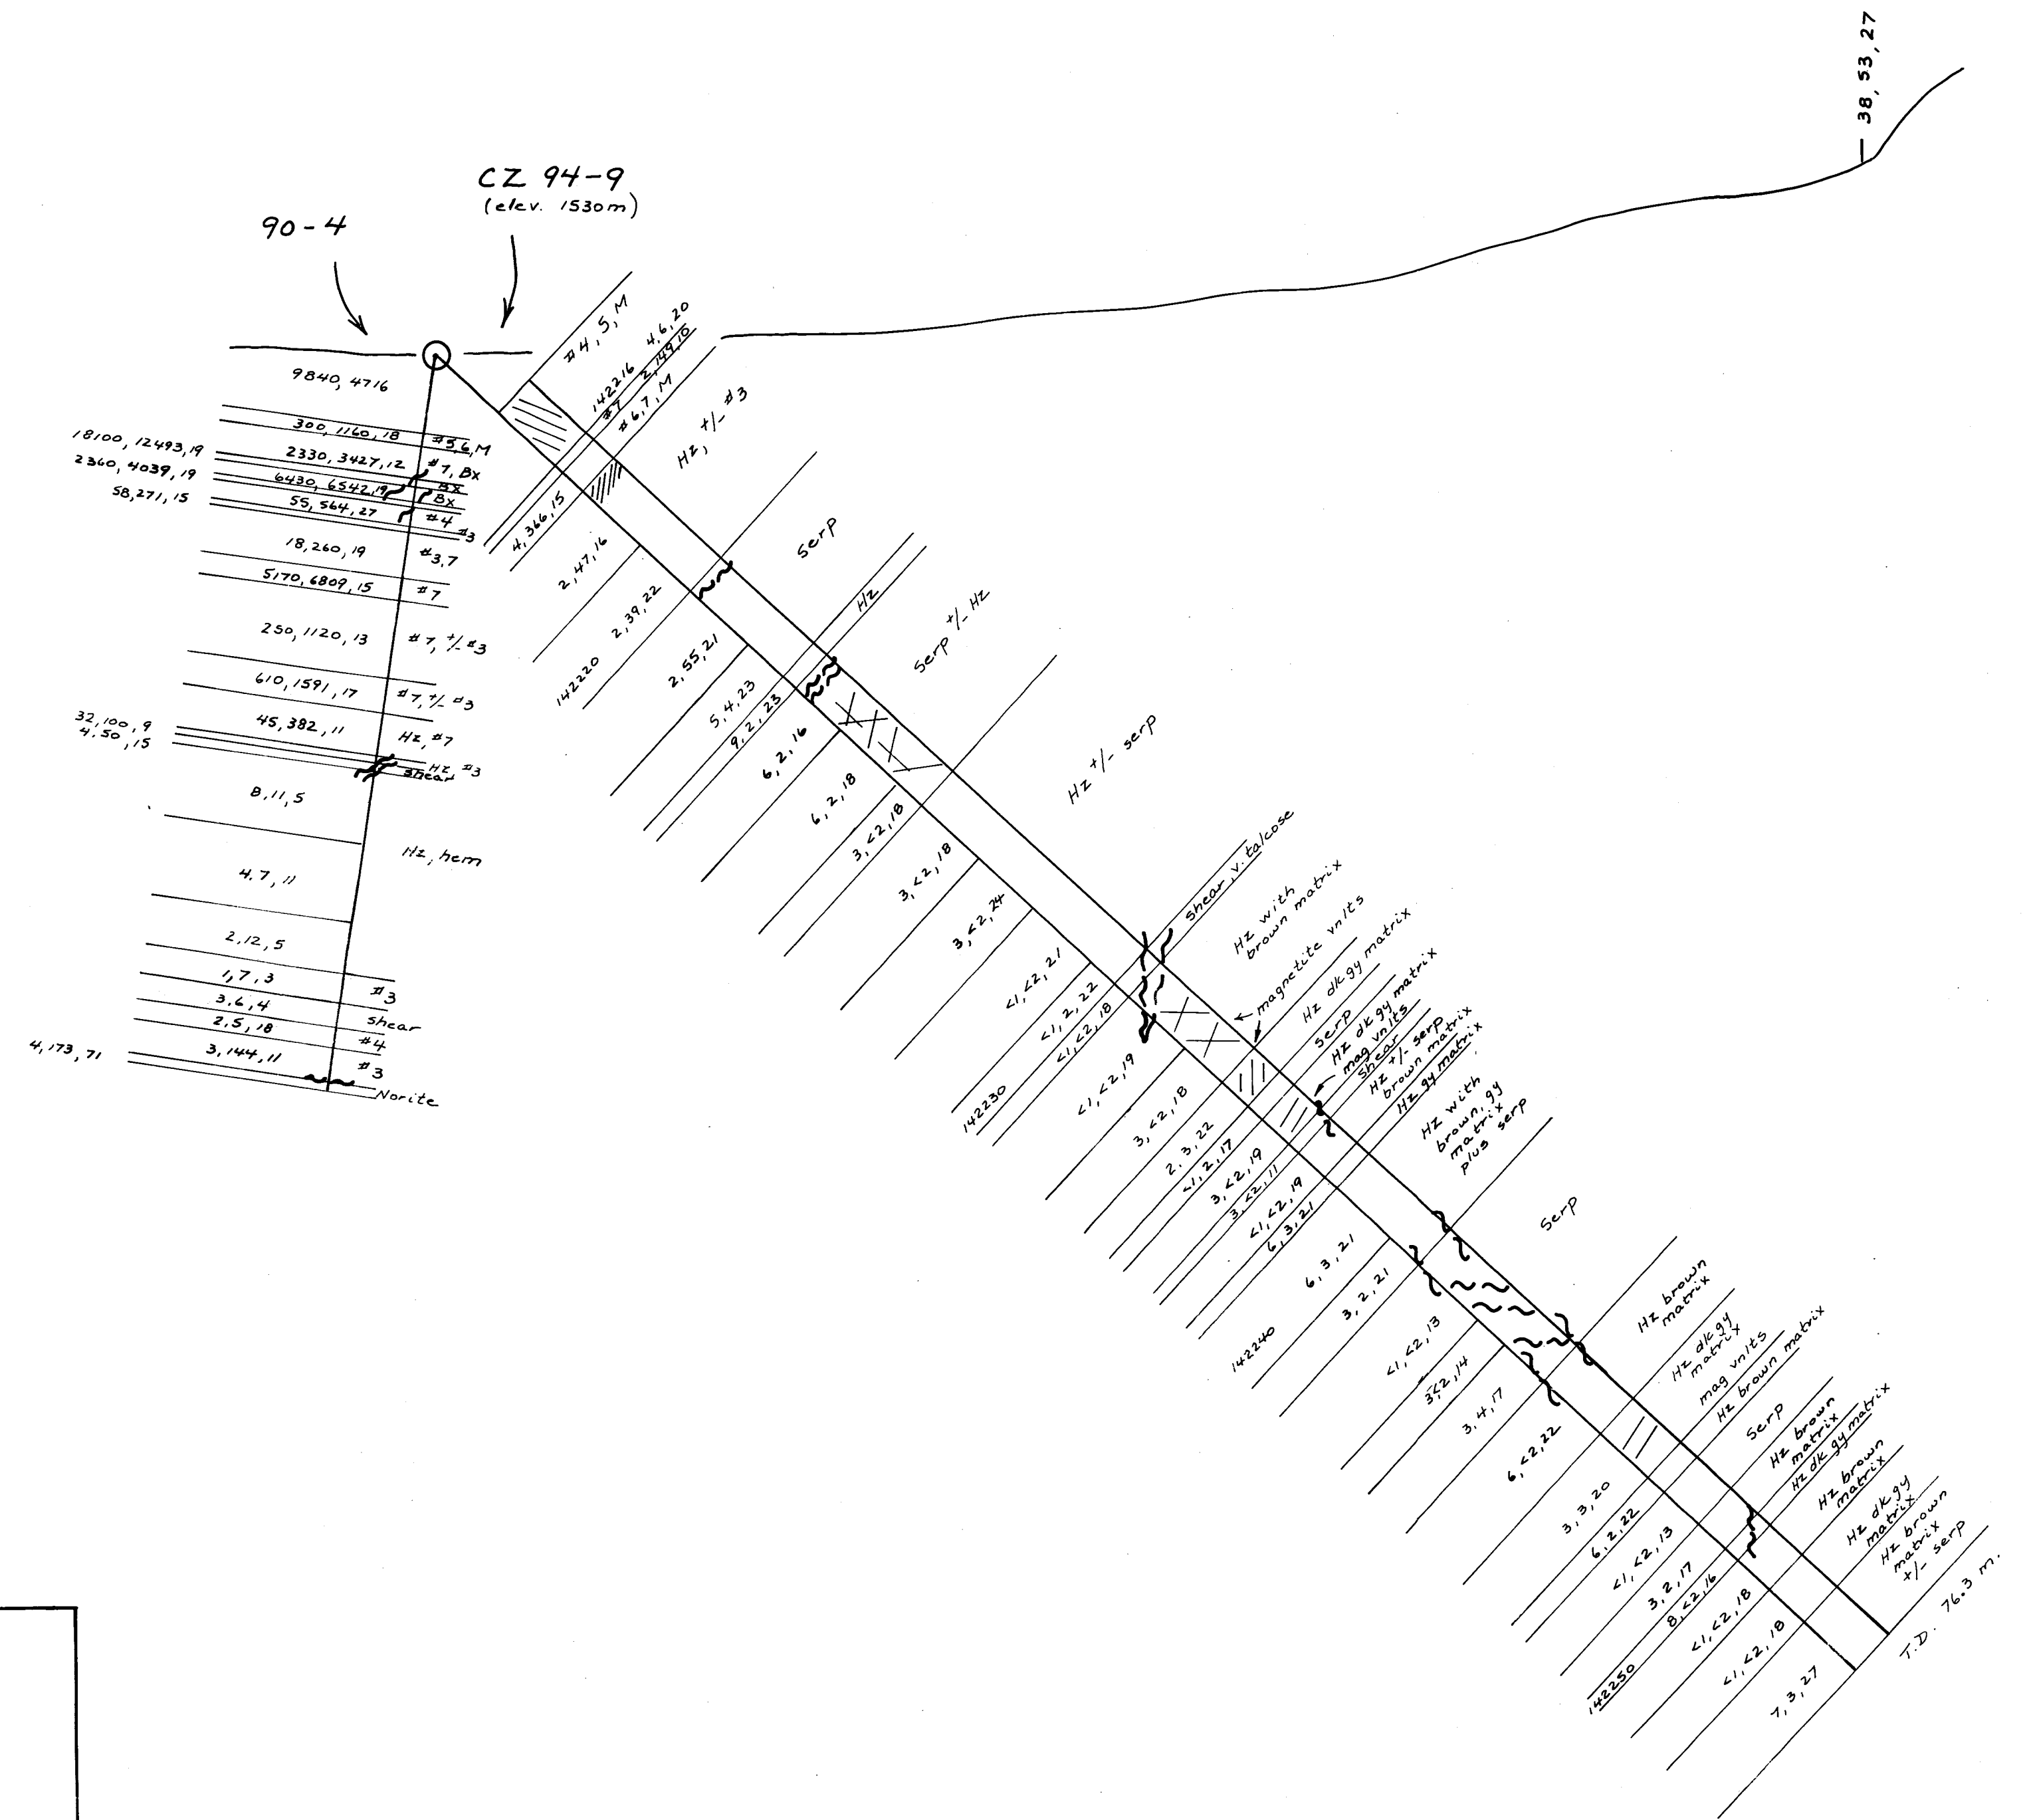 38, 53, 27
CZ 94-9
(elev. 1530m)
90-4
9840, 4716
300, 1160, 18
#5,6,M
18100, 12493, 19
2330, 3427, 12
#7, Bx
2360, 4039, 19
6430, 6542, 19
Bx
Bx
58, 271, 15
55, 564, 27
#4
#3
18, 260, 19
#3,7
5170, 6809, 15
#7
250, 1120, 13
#7, +/- #3
610, 1591, 17
#7, +/- #3
45, 382, 11
Hz, #7
32, 100, 9
Hz, #3
4, 50, 15
shear
8, 11, 5
Hz, hem
4, 7, 11
2, 12, 5
1, 7, 3
#3
3, 6, 4
shear
2, 5, 18
#4
4, 173, 71
3, 144, 11
#3
Norite
#4, 5, M
142216
4, 6, 20
#7
2, 149, 10
#6,7, M
Hz, +/- #3
Serp
Hz
Serp +/- Hz
Hz +/- serp
Shear, v. talcose
Hz with
brown matrix
magnetite vnlts
Hz dk gy matrix
Serp
Hz dk gy matrix
mag vnlts
Shear
Hz +/- serp
brown matrix
Hz gy matrix
Hz with
brown, gy
matrix
plus serp
Serp
Hz brown
matrix
Hz dk gy
matrix
mag vnlts
Hz brown matrix
Serp
Hz brown
matrix
Hz dk gy matrix
Hz brown
matrix
Hz dk gy
matrix
Hz brown
matrix
+/- serp
T.D. 76.3 m.
4, 366, 15
2, 47, 16
2, 39, 22
142220
2, 55, 21
5, 4, 23
9, 2, 23
6, 2, 16
6, 2, 18
3, <2, 18
3, <2, 18
3, <2, 24
<1, <2, 21
<1, 2, 22
<1, <2, 18
142230
<1, <2, 19
3, <2, 18
2, 3, 22
<1, 2, 17
3, <2, 19
3, <2, 11
<1, <2, 19
6, 3, 21
6, 3, 21
142240
3, 2, 21
<1, <2, 13
3, <2, 14
3, 4, 17
6, <2, 22
3, 3, 20
6, 2, 22
<1, <2, 13
3, 2, 17
8, <2, 16
142250
<1, <2, 18
<1, <2, 18
7, 3, 27